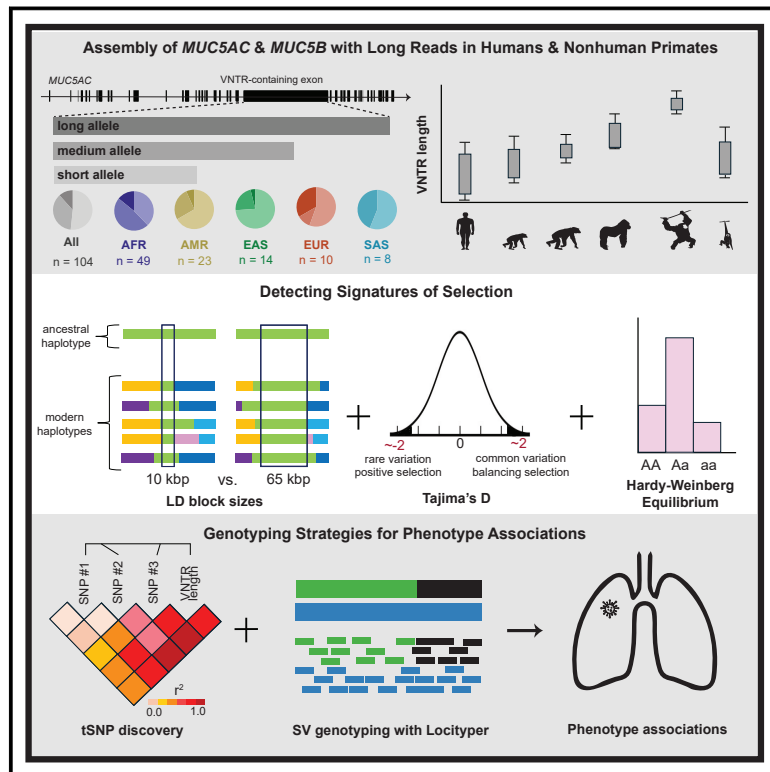 Assembly of MUC5AC & MUC5B with Long Reads in Humans & Nonhuman Primates
MUC5AC
VNTR-containing exon
long allele
medium allele
short allele
All
AFR
AMR
EAS
EUR
SAS
n = 104
n = 49
n = 23
n = 14
n = 10
n = 8
VNTR length
Detecting Signatures of Selection
ancestral
haplotype
modern
haplotypes
10 kbp
vs.
65 kbp
+
~-2
0
~2
rare variation
positive selection
common variation
balancing selection
Tajima's D
+
AA
Aa
aa
Hardy-Weinberg
Equilibrium
Genotyping Strategies for Phenotype Associations
SNP #1
SNP #2
SNP #3
VNTR
length
r2
0.0
1.0
tSNP discovery
+
SV genotyping with Locityper
Phenotype associations